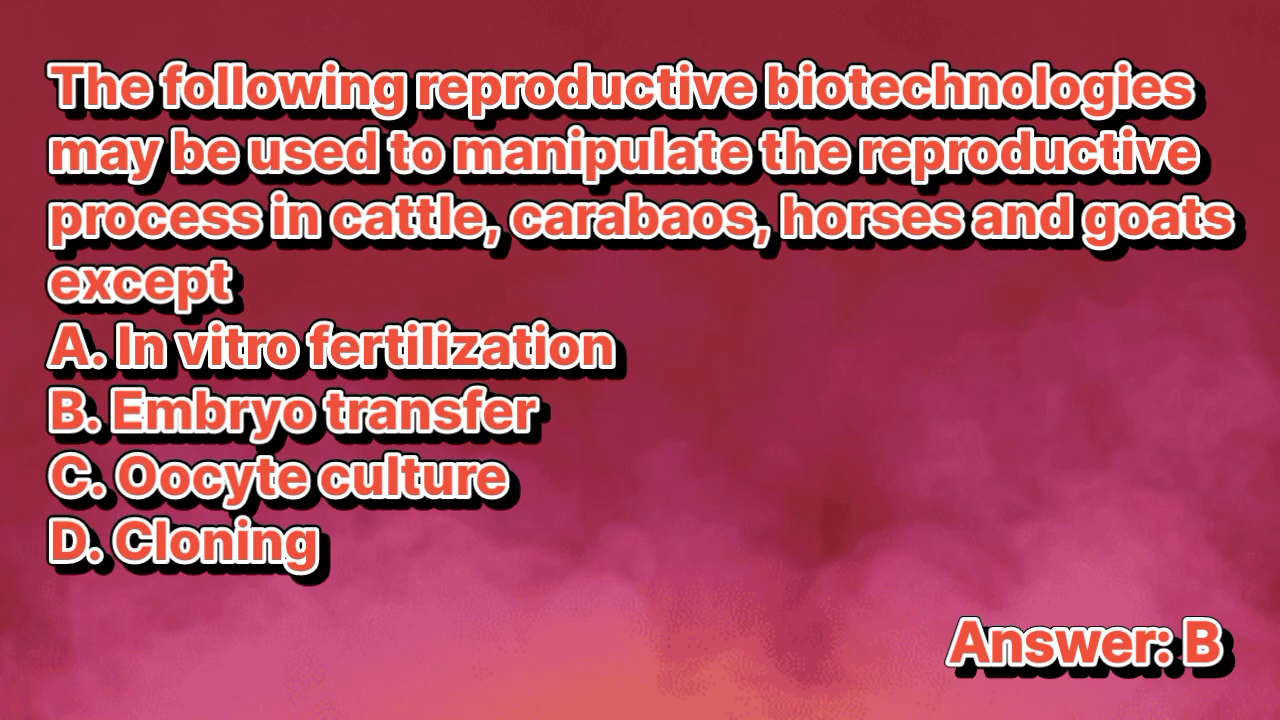 The following reproductive biotechnologies
may be used to manipulate the reproductive
process in cattle, carabaos, horses and goats
except
A. In vitro fertilization
B. Embryo transfer
C. Oocyte culture
D. Cloning
Answer: B